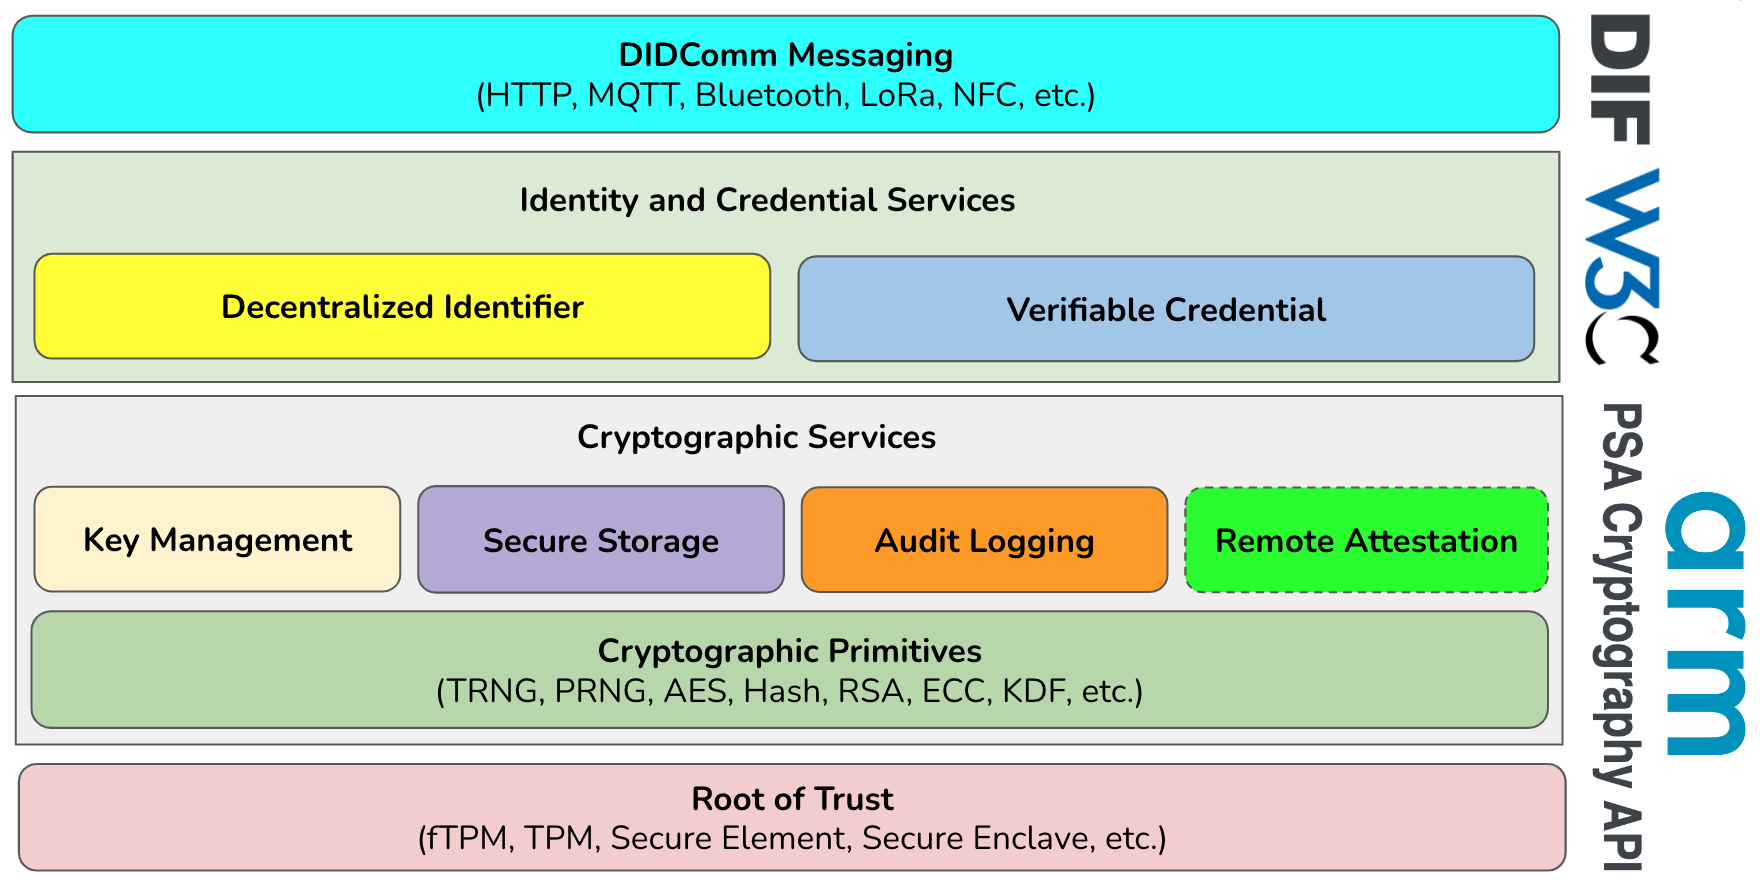 DIDComm Messaging
(HTTP, MQTT, Bluetooth, LoRa, NFC, etc.)
DIF
Identity and Credential Services
Decentralized Identifier
Verifiable Credential
W3C
Cryptographic Services
Key Management
Secure Storage
Audit Logging
Remote Attestation
Cryptographic Primitives
(TRNG, PRNG, AES, Hash, RSA, ECC, KDF, etc.)
Root of Trust
(fTPM, TPM, Secure Element, Secure Enclave, etc.)
PSA Cryptography API
arm